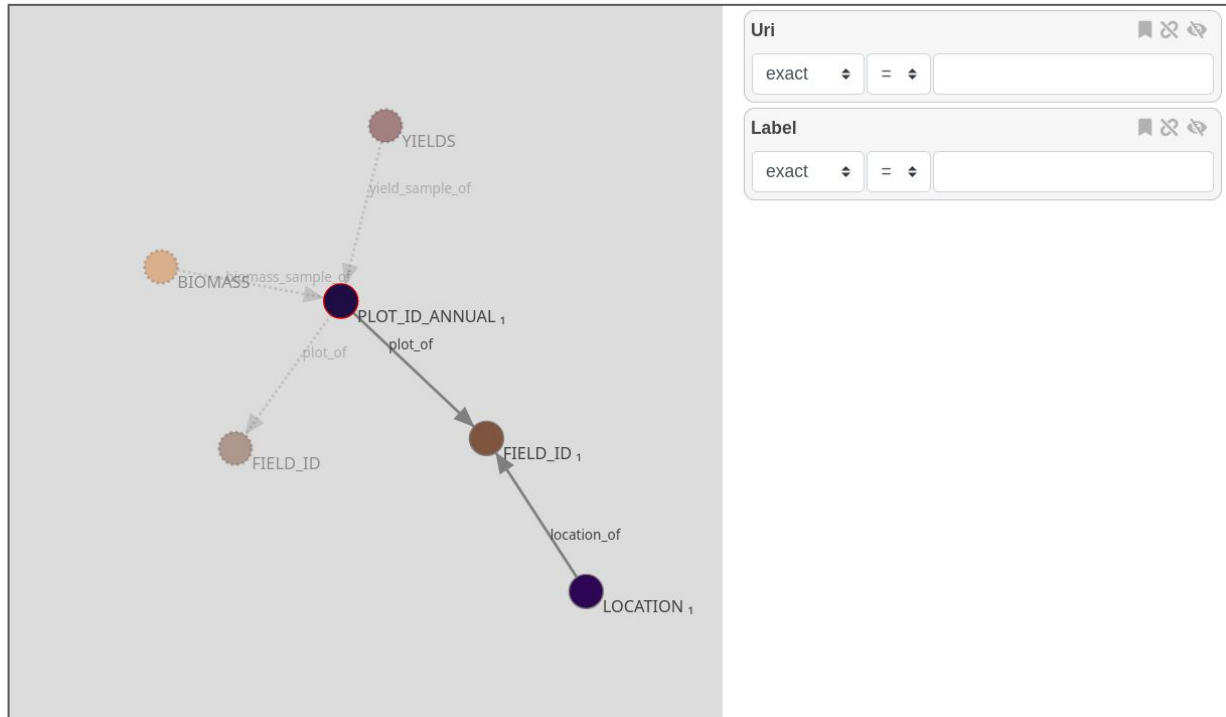 YIELDS
yield_sample_of
BIOMASS
biomass_sample_of
PLOT_ID_ANNUAL 1
plot_of
plot_of
FIELD_ID
FIELD_ID 1
location_of
LOCATION 1
Uri
exact
=
Label
exact
=